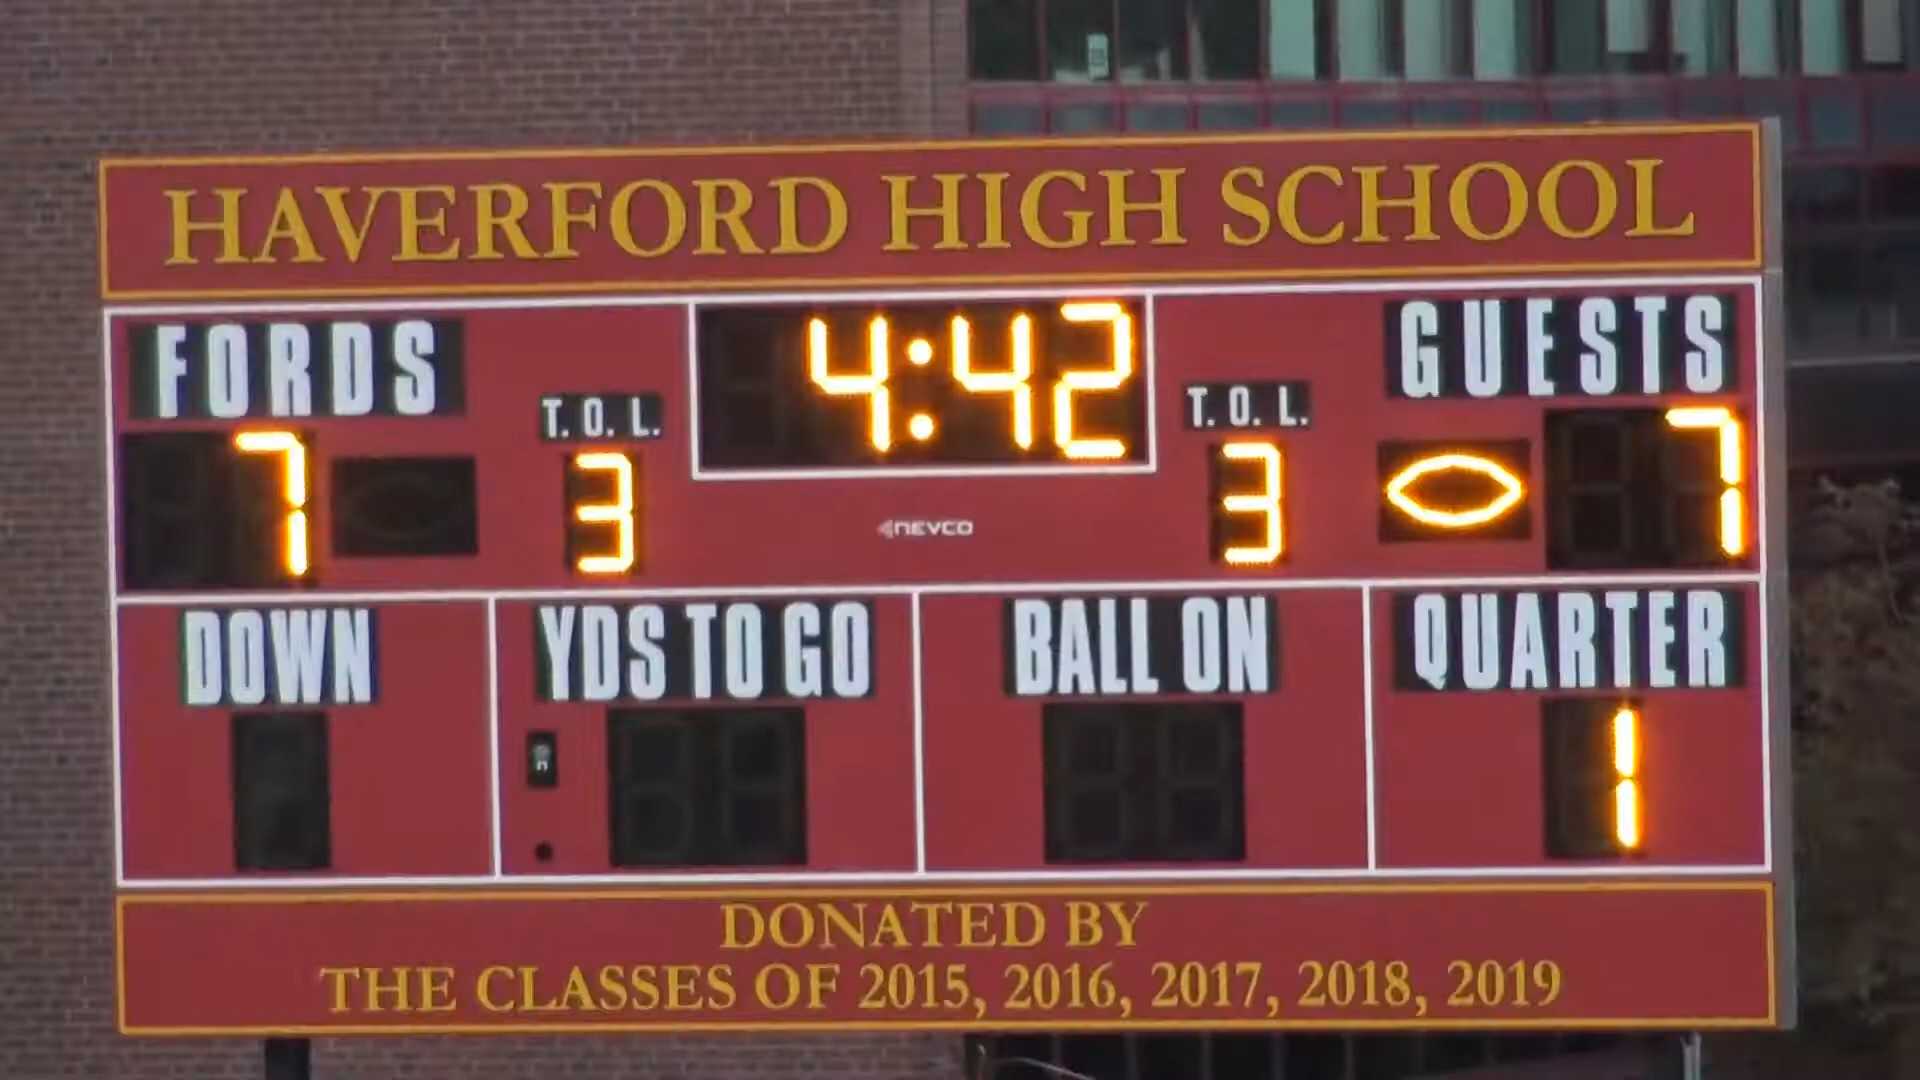 HAVERFORD HIGH SCHOOL
FORDS 4:42 GUESTS
T.O.L. T.O.L.
7 3 3 7
NEVCO
DOWN YDS TO GO BALL ON QUARTER
1
DONATED BY
THE CLASSES OF 2015, 2016, 2017, 2018, 2019